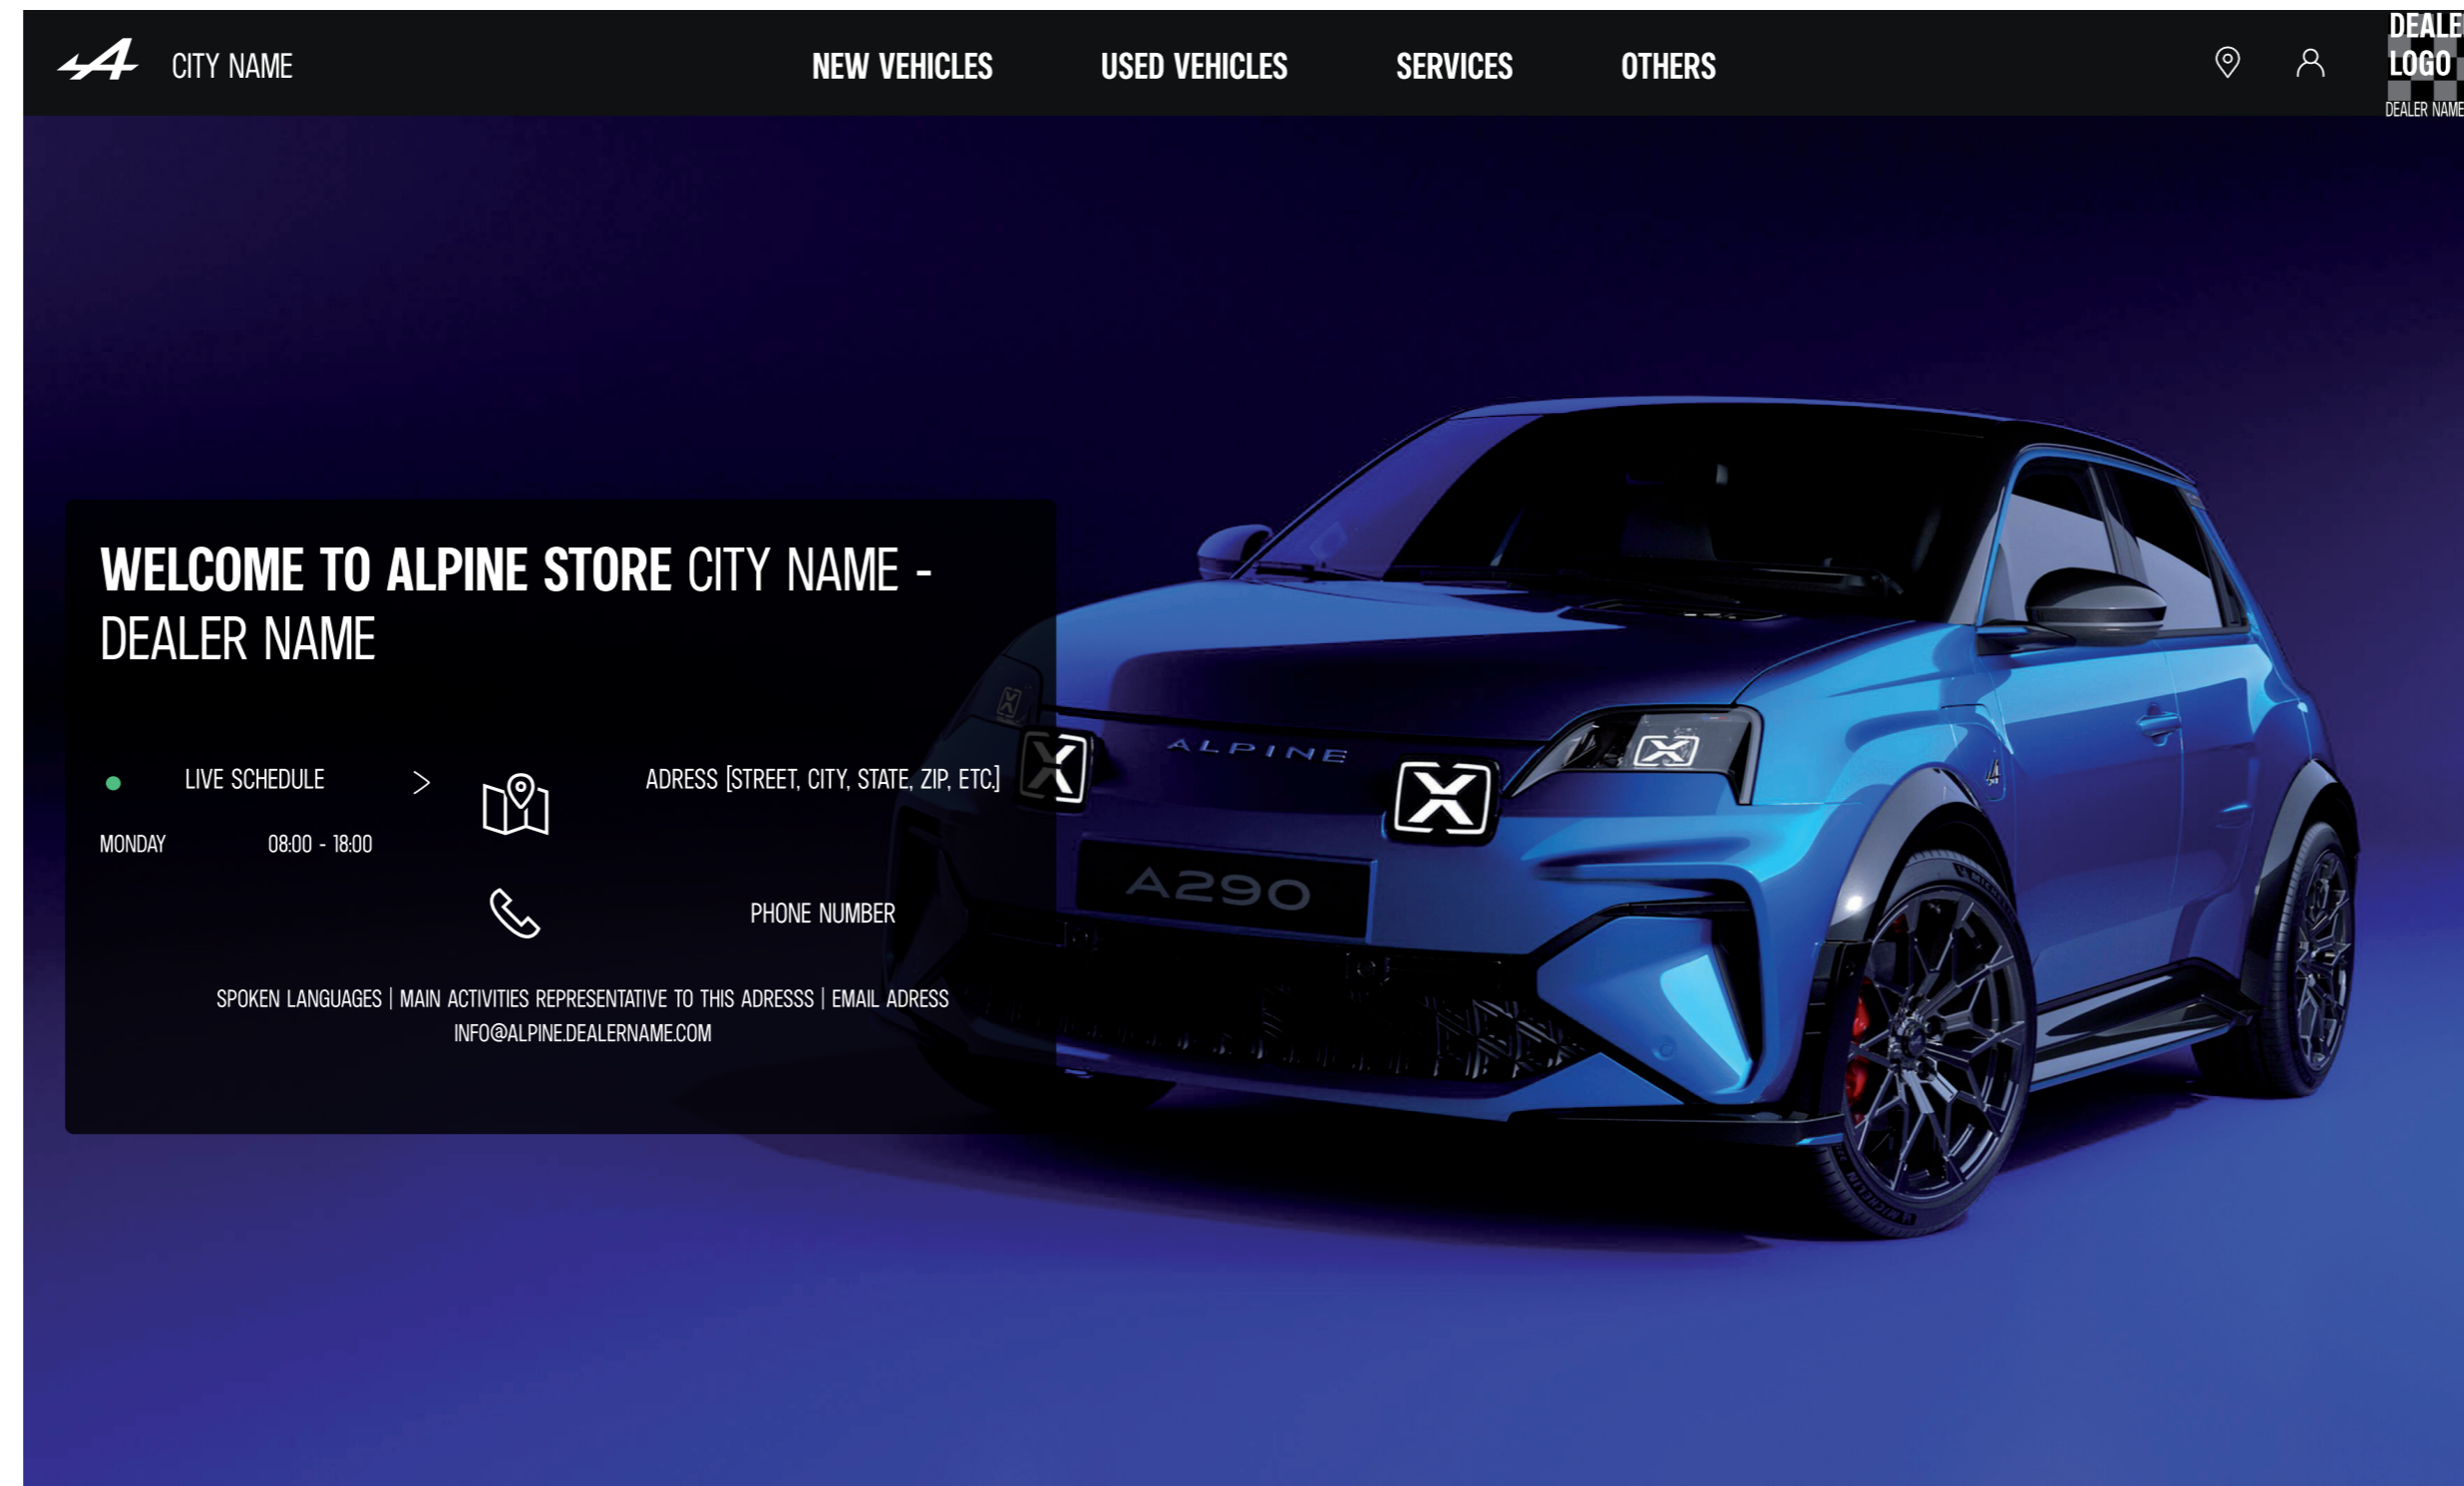 CITY NAME
NEW VEHICLES
USED VEHICLES
SERVICES
OTHERS
DEALE
LOGO
DEALER NAME
WELCOME TO ALPINE STORE CITY NAME -
DEALER NAME
LIVE SCHEDULE >
ADRESS [STREET, CITY, STATE, ZIP, ETC.]
MONDAY 08:00 - 18:00
PHONE NUMBER
SPOKEN LANGUAGES | MAIN ACTIVITIES REPRESENTATIVE TO THIS ADRESSS | EMAIL ADRESS
INFO@ALPINE.DEALERNAME.COM
ALPINE
A290
MICHELIN